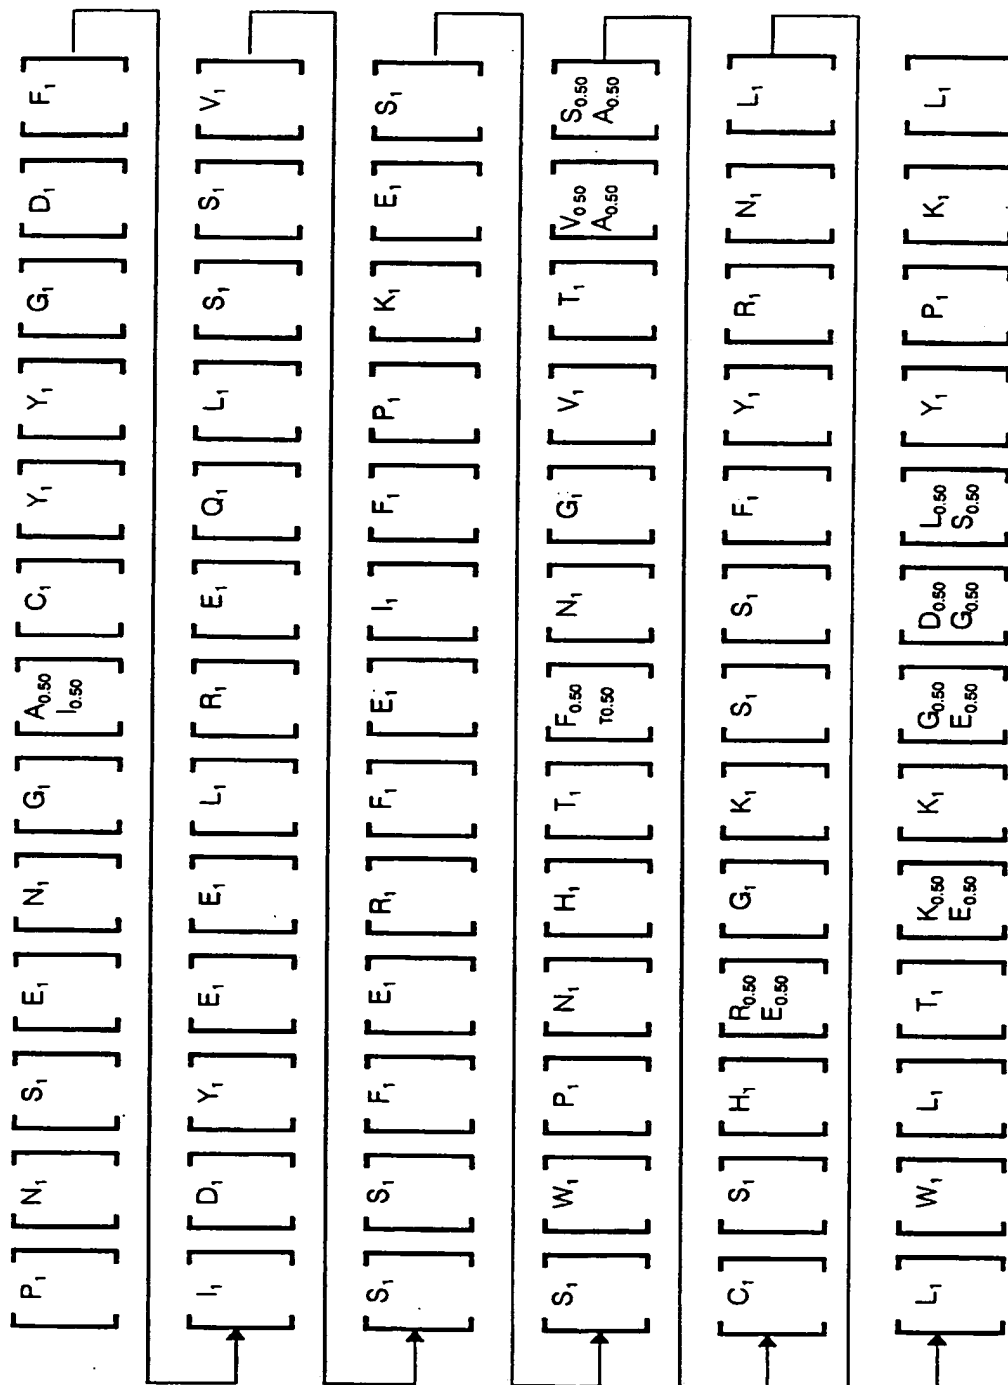 [P₁] [N₁] [S₁] [E₁] [N₁] [G₁] [A₀.₅₀ I₀.₅₀] [C₁] [Y₁] [Y₁] [G₁] [D₁] [F₁]
[I₁] [D₁] [Y₁] [E₁] [E₁] [L₁] [R₁] [E₁] [Q₁] [L₁] [S₁] [S₁] [V₁]
[S₁] [S₁] [F₁] [E₁] [R₁] [F₁] [E₁] [I₁] [F₁] [P₁] [K₁] [E₁] [S₁]
[S₁] [W₁] [P₁] [N₁] [H₁] [T₁] [F₀.₅₀ T₀.₅₀] [N₁] [G₁] [V₁] [T₁] [V₀.₅₀ A₀.₅₀] [S₀.₅₀ A₀.₅₀]
[C₁] [S₁] [H₁] [R₀.₅₀ E₀.₅₀] [G₁] [K₁] [S₁] [S₁] [F₁] [Y₁] [R₁] [N₁] [L₁]
[L₁] [W₁] [L₁] [T₁] [K₀.₅₀ E₀.₅₀] [K₁] [G₀.₅₀ E₀.₅₀] [D₀.₅₀ G₀.₅₀] [L₀.₅₀ S₀.₅₀] [Y₁] [P₁] [K₁] [L₁]